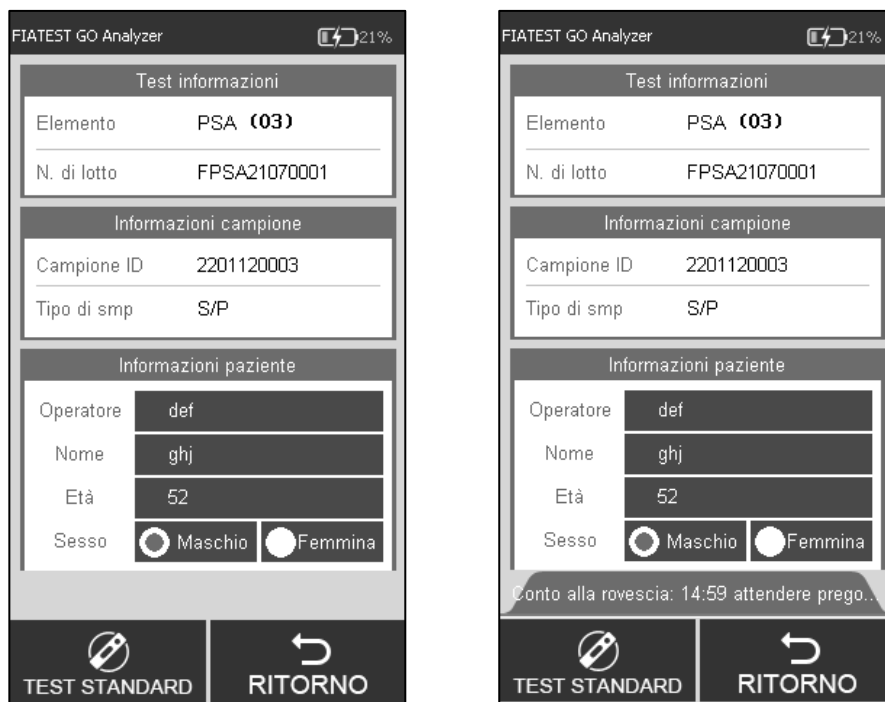 FIATEST GO Analyzer 21%
Test informazioni
Elemento PSA (03)
N. di lotto FPSA21070001
Informazioni campione
Campione ID 2201120003
Tipo di smp S/P
Informazioni paziente
Operatore def
Nome ghj
Età 52
Sesso Maschio Femmina
TEST STANDARD RITORNO
FIATEST GO Analyzer 21%
Test informazioni
Elemento PSA (03)
N. di lotto FPSA21070001
Informazioni campione
Campione ID 2201120003
Tipo di smp S/P
Informazioni paziente
Operatore def
Nome ghj
Età 52
Sesso Maschio Femmina
Conto alla rovescia: 14:59 attendere prego...
TEST STANDARD RITORNO